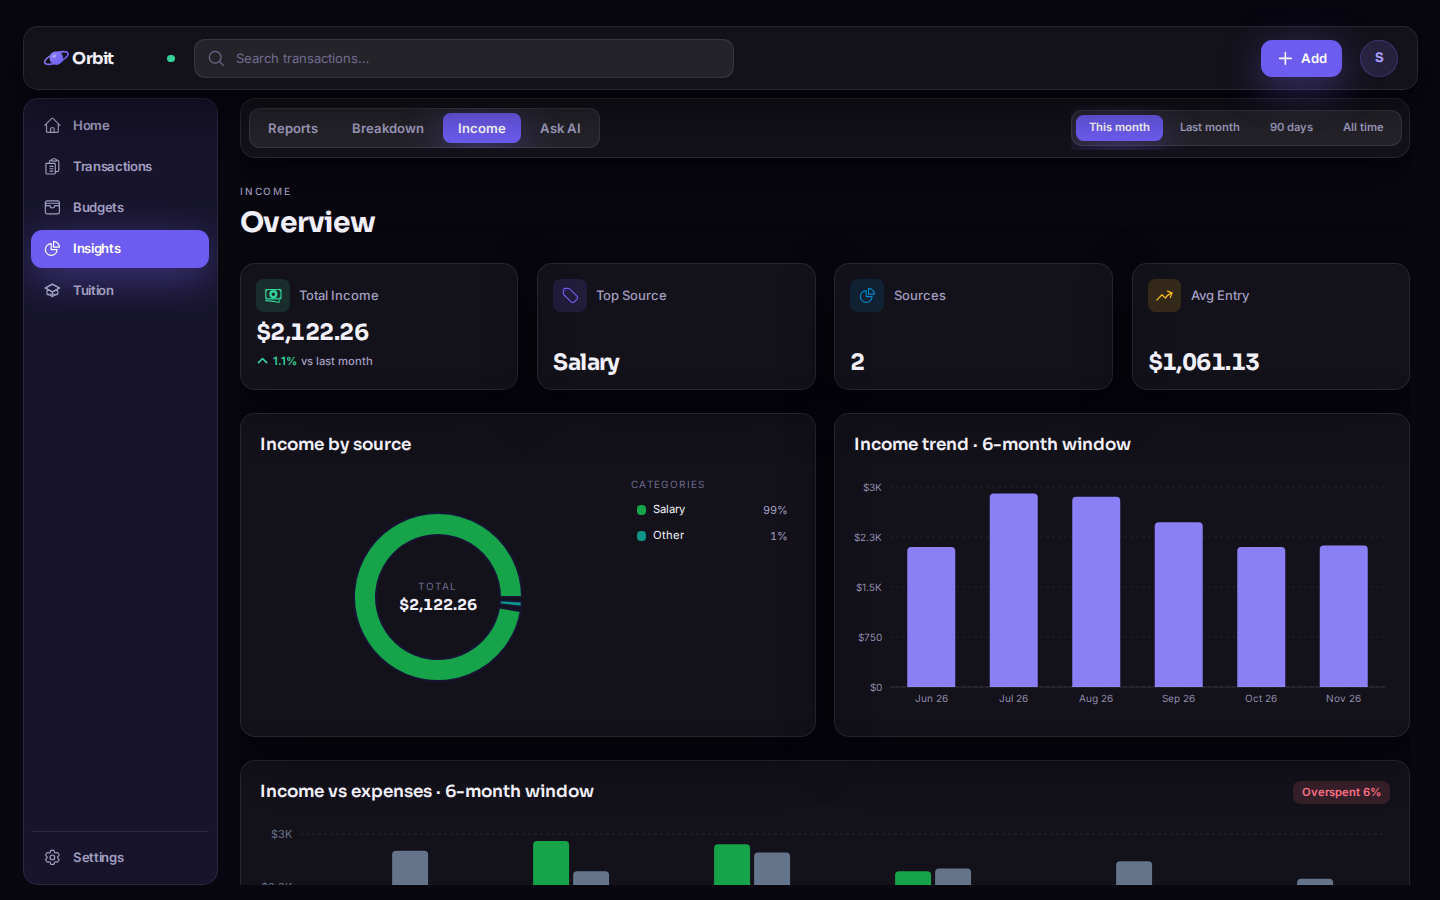 Orbit
Search transactions...
Add
S
Home
Transactions
Budgets
Insights
Tuition
Settings
Reports Breakdown Income Ask AI
This month Last month 90 days All time
INCOME
Overview
Total Income
$2,122.26
1.1% vs last month
Top Source
Salary
Sources
2
Avg Entry
$1,061.13
Income by source
CATEGORIES
Salary 99%
Other 1%
TOTAL
$2,122.26
Income trend · 6-month window
$3K
$2.3K
$1.5K
$750
$0
Jun 26 Jul 26 Aug 26 Sep 26 Oct 26 Nov 26
Income vs expenses · 6-month window
Overspent 6%
$3K